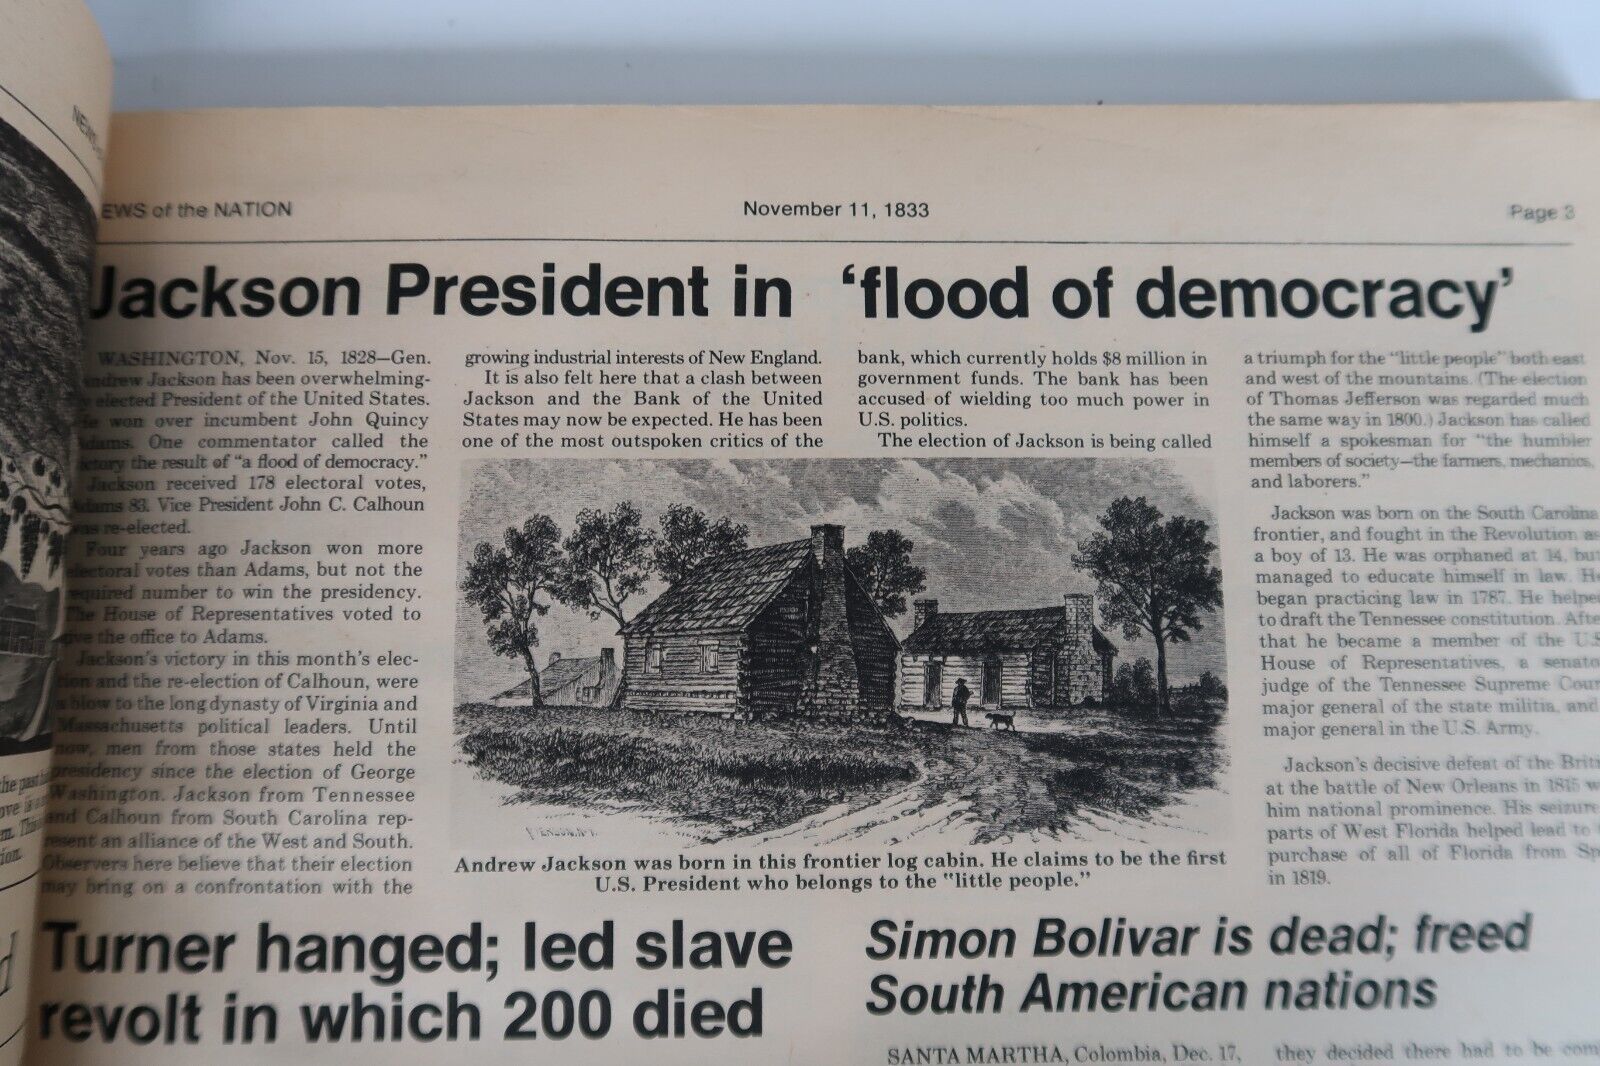 EWS of the NATION
November 11, 1833
Page 3
Jackson President in 'flood of democracy'
WASHINGTON, Nov. 15, 1828—Gen.
Andrew Jackson has been overwhelming-
elected President of the United States.
He won over incumbent John Quincy
Adams. One commentator called the
victory the result of "a flood of democracy."
Jackson received 178 electoral votes,
Adams 83. Vice President John C. Calhoun
was re-elected.
Four years ago Jackson won more
electoral votes than Adams, but not the
required number to win the presidency.
The House of Representatives voted to
give the office to Adams.
Jackson's victory in this month's elec-
tion and the re-election of Calhoun, were
a blow to the long dynasty of Virginia and
Massachusetts political leaders. Until
now, men from those states held the
presidency since the election of George
Washington. Jackson from Tennessee
and Calhoun from South Carolina rep-
resent an alliance of the West and South.
Observers here believe that their election
may bring on a confrontation with the
growing industrial interests of New England.
It is also felt here that a clash between
Jackson and the Bank of the United
States may now be expected. He has been
one of the most outspoken critics of the
bank, which currently holds $8 million in
government funds. The bank has been
accused of wielding too much power in
U.S. politics.
The election of Jackson is being called
a triumph for the "little people" both east
and west of the mountains. (The election
of Thomas Jefferson was regarded much
the same way in 1800.) Jackson has called
himself a spokesman for "the humbler
members of society—the farmers, mechanics,
and laborers."
Jackson was born on the South Carolina
frontier, and fought in the Revolution as
a boy of 13. He was orphaned at 14, but
managed to educate himself in law. He
began practicing law in 1787. He helped
to draft the Tennessee constitution. After
that he became a member of the U.S.
House of Representatives, a senator
judge of the Tennessee Supreme Cour
major general of the state militia, and
major general in the U.S. Army.
Jackson's decisive defeat of the Briti
at the battle of New Orleans in 1815 w
him national prominence. His seizure
parts of West Florida helped lead to
purchase of all of Florida from Sp
in 1819.
Andrew Jackson was born in this frontier log cabin. He claims to be the first
U.S. President who belongs to the "little people."
Turner hanged; led slave
revolt in which 200 died
Simon Bolivar is dead; freed
South American nations
SANTA MARTHA, Colombia, Dec. 17,
they decided there had to be com
the past